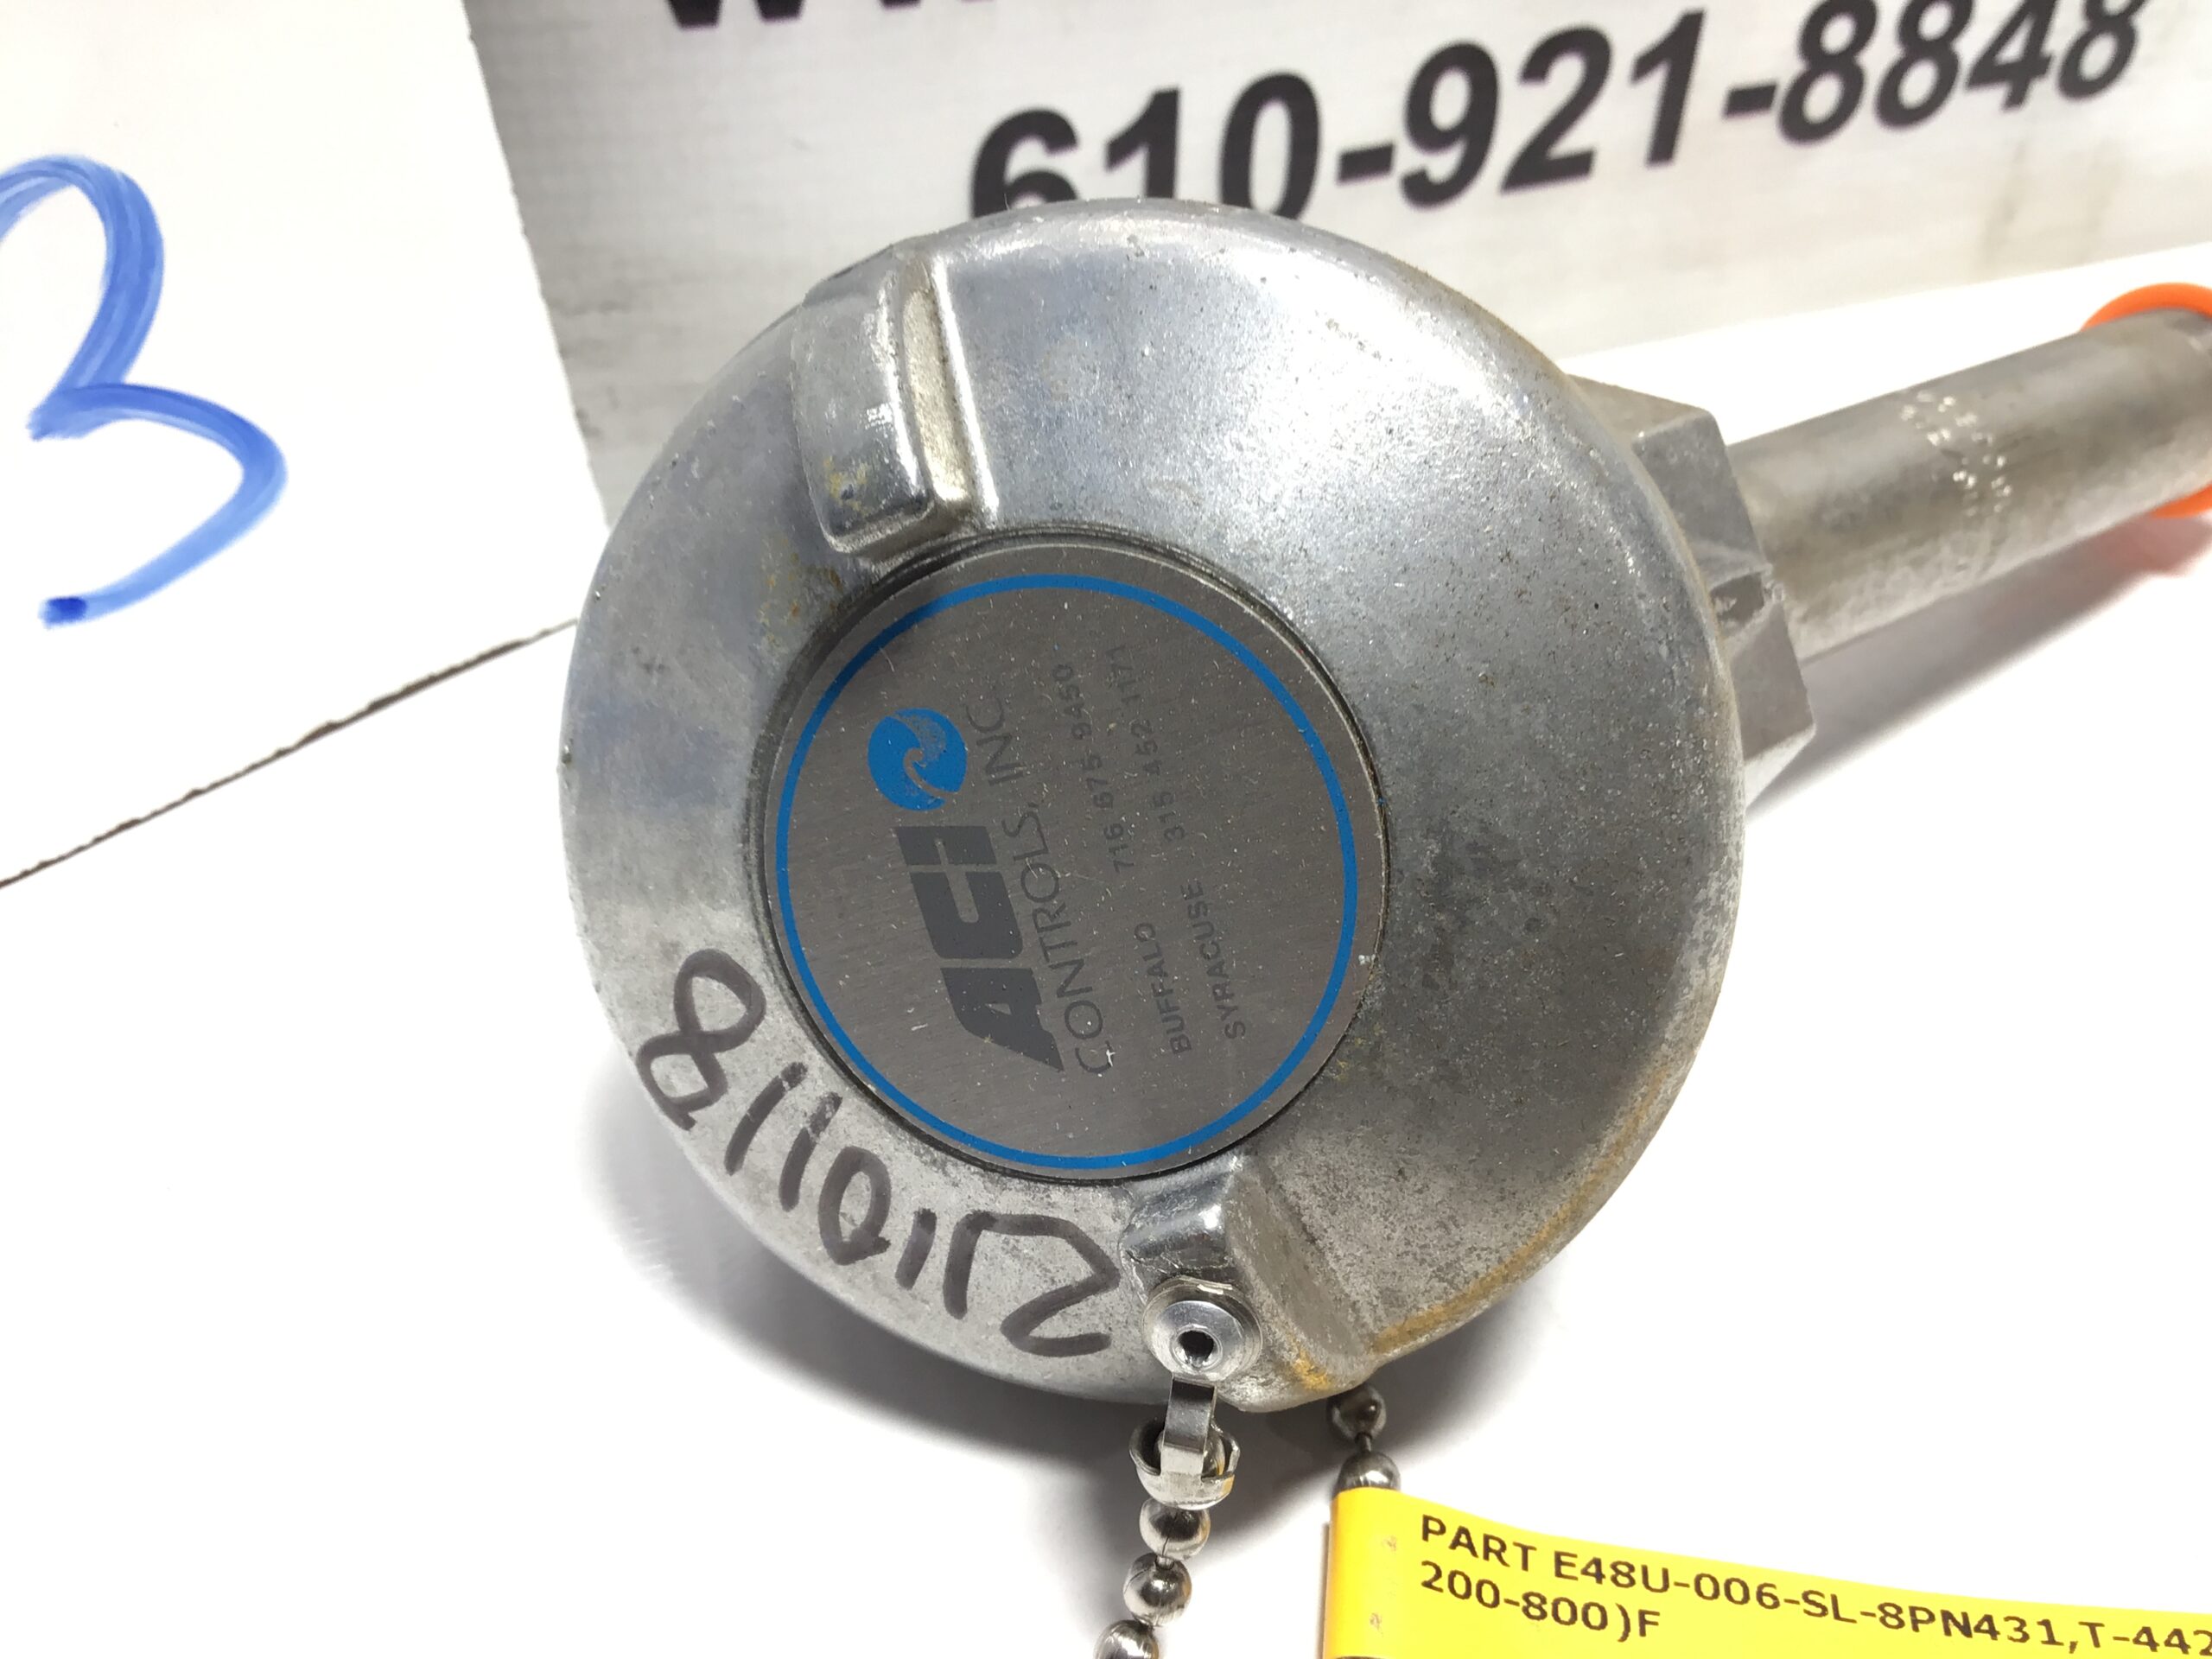 610-921-8848
3
ACI
CONTROLS, INC.
BUFFALO 716 675 9450
SYRACUSE 315 452 1171
PART E48U-006-SL-8PN431,T-442
200-800)F